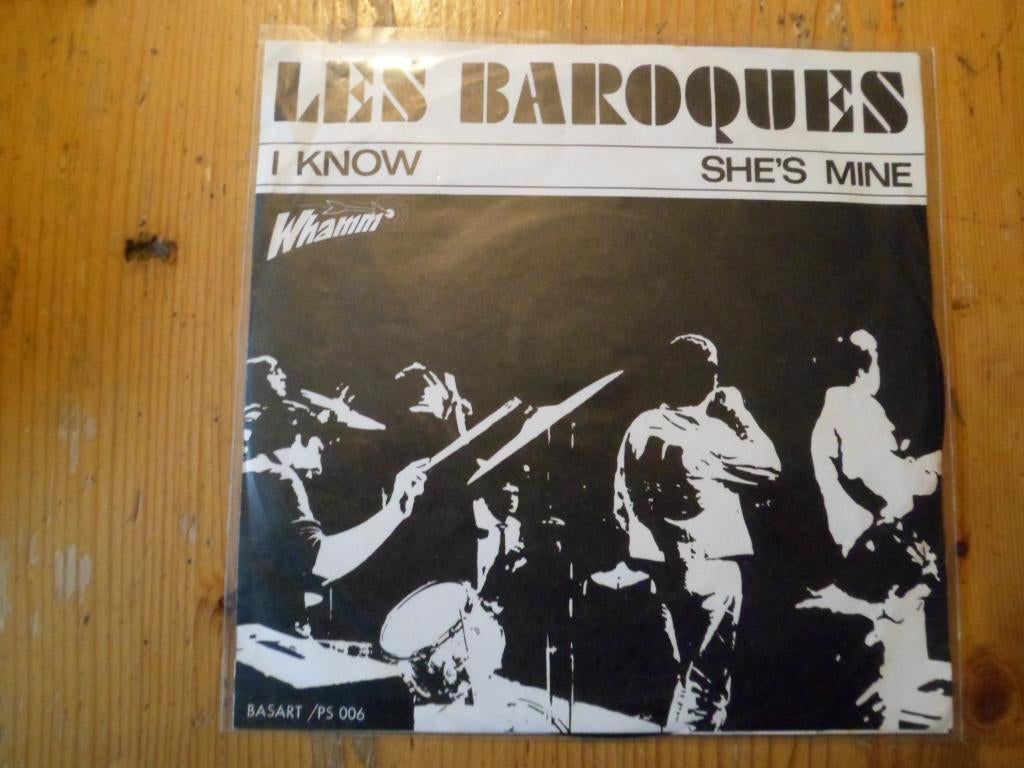 LES BAROQUES
I KNOW SHE'S MINE
Whamm
BASART /PS 006